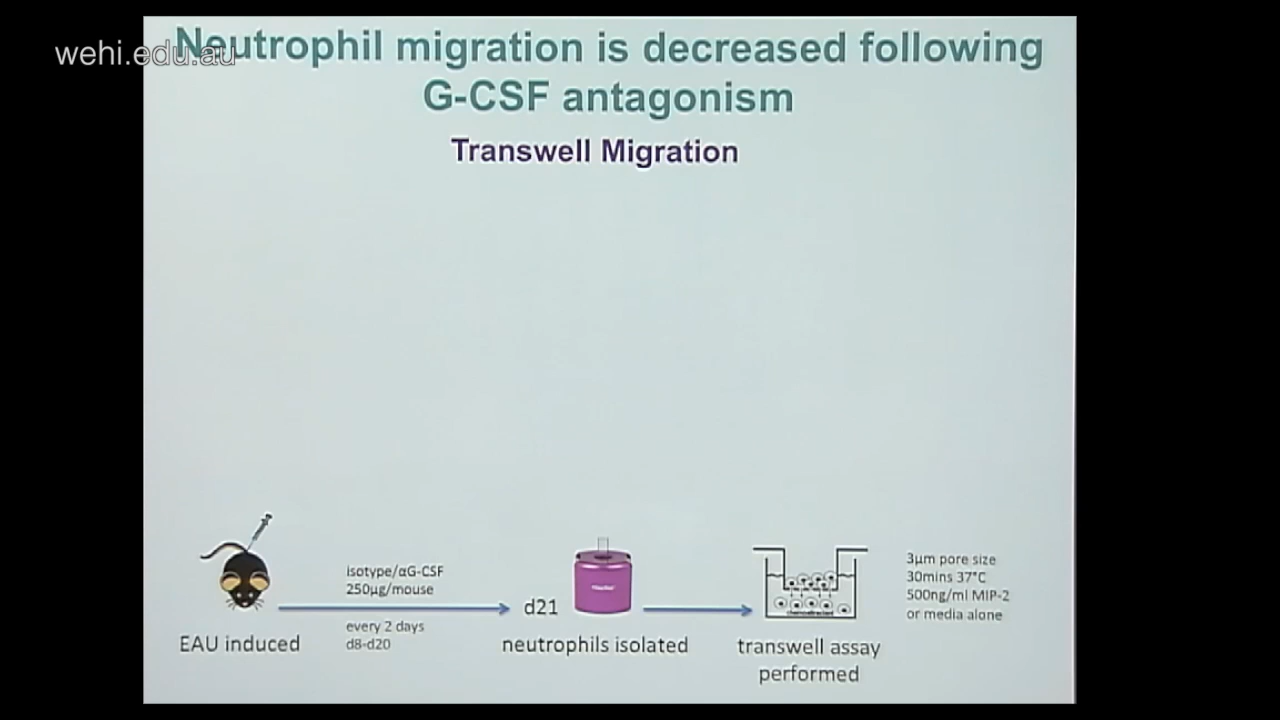 wehi.edu.au
Neutrophil migration is decreased following
G-CSF antagonism
Transwell Migration
isotype/αG-CSF
250µg/mouse
every 2 days
d8-d20
EAU induced
d21
neutrophils isolated
transwell assay
performed
3µm pore size
30mins 37°C
500ng/ml MIP-2
or media alone